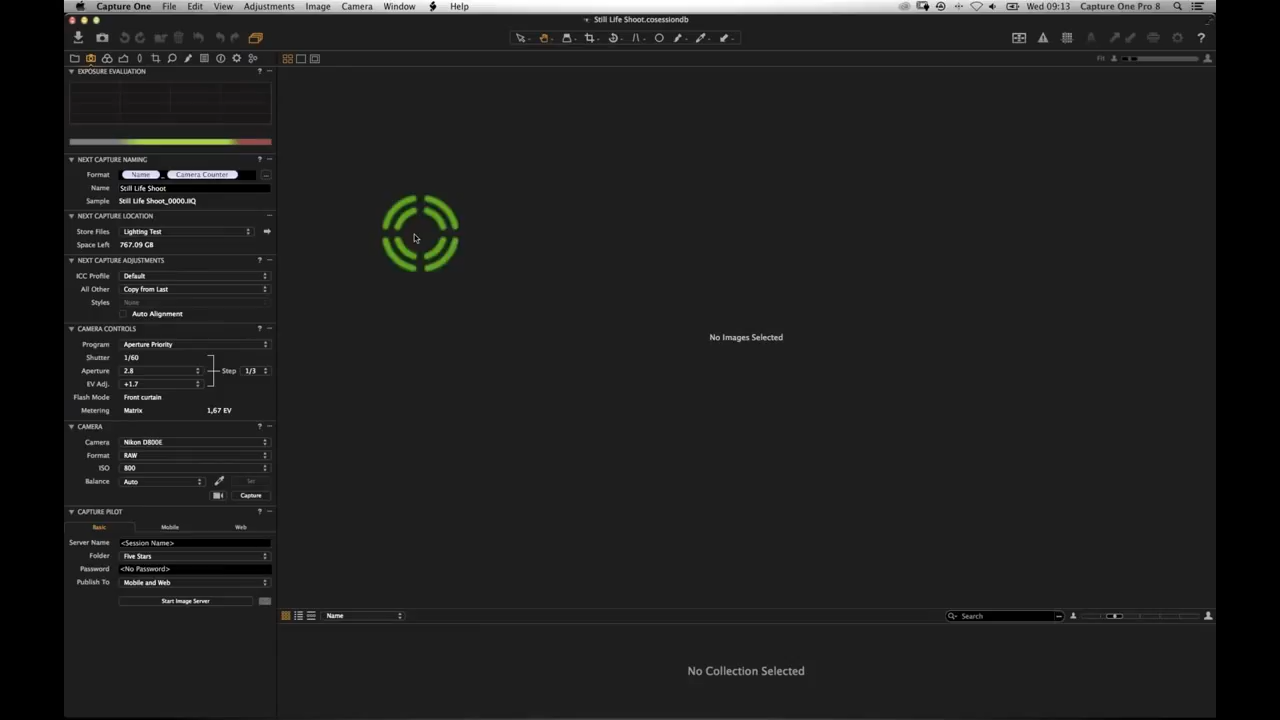 Capture One File Edit View Adjustments Image Camera Window Help Wed 09:13 Capture One Pro 8
Still Life Shoot.cosessiondb
Fit
EXPOSURE EVALUATION ?
NEXT CAPTURE NAMING ?
Format Name _ Camera Counter ...
Name Still Life Shoot
Sample Still Life Shoot_0000.IIQ
NEXT CAPTURE LOCATION
Store Files Lighting Test
Space Left 767.09 GB
NEXT CAPTURE ADJUSTMENTS ?
ICC Profile Default
All Other Copy from Last
Styles None
Auto Alignment
CAMERA CONTROLS ?
Program Aperture Priority
Shutter 1/60
Aperture 2.8 Step 1/3
EV Adj. +1.7
Flash Mode Front curtain
Metering Matrix 1,67 EV
CAMERA ?
Camera Nikon D800E
Format RAW
ISO 800
Balance Auto Set
Capture
CAPTURE PILOT ?
Basic Mobile Web
Server Name <Session Name>
Folder Five Stars
Password <No Password>
Publish To Mobile and Web
Start Image Server
No Images Selected
Name Search
No Collection Selected